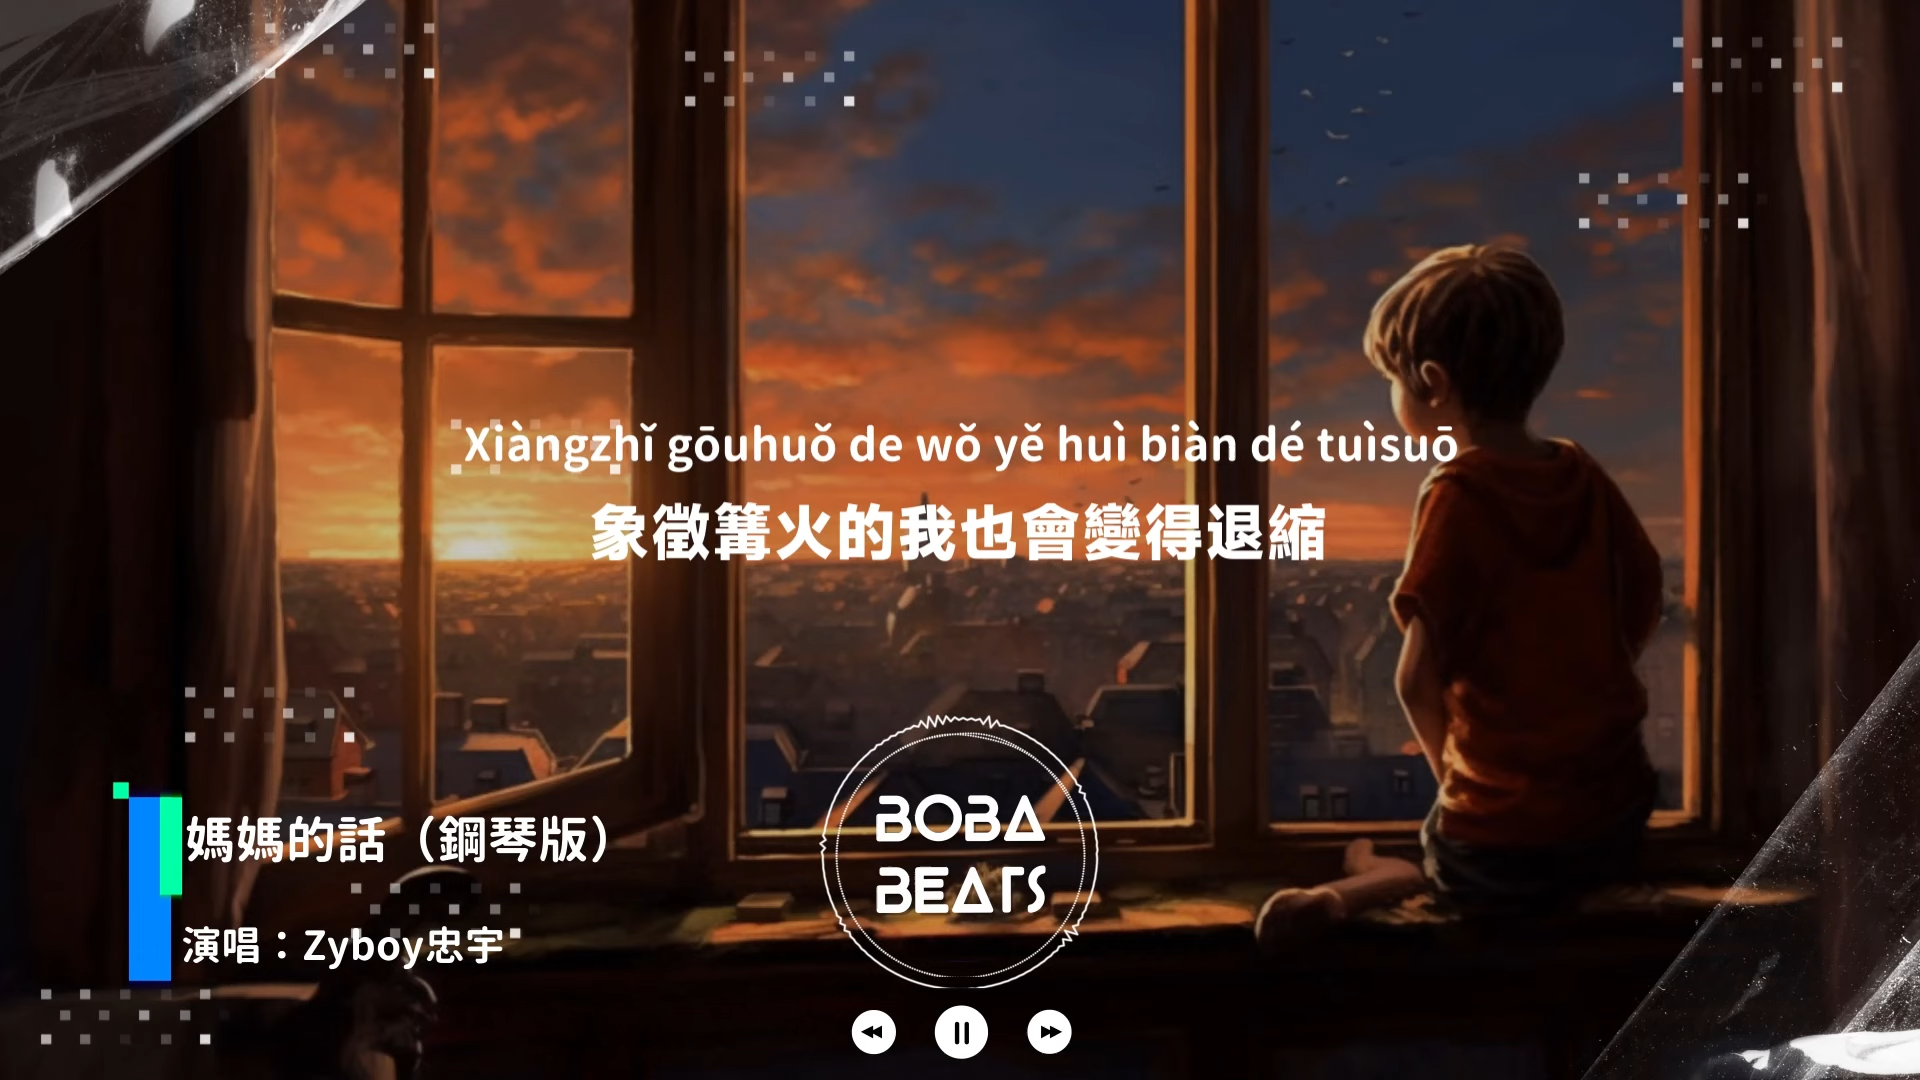 Xiàngzhǐ gōuhuǒ de wǒ yě huì biàn dé tuìsuō
象徵篝火的我也會變得退縮
媽媽的話（鋼琴版）
演唱：Zyboy忠宇
BOBA
BEATS